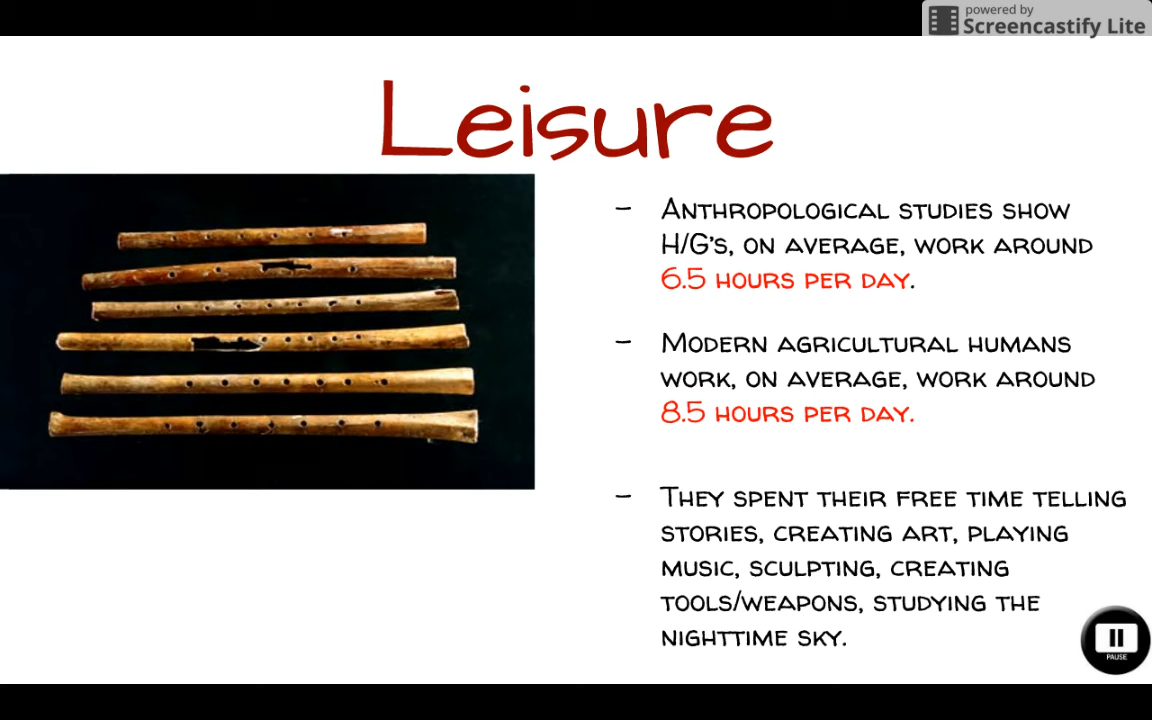 powered by
Screencastify Lite
Leisure
- Anthropological studies show
H/G's, on average, work around
6.5 hours per day.
- Modern agricultural humans
work, on average, work around
8.5 hours per day.
- They spent their free time telling
stories, creating art, playing
music, sculpting, creating
tools/weapons, studying the
nighttime sky.
PAUSE